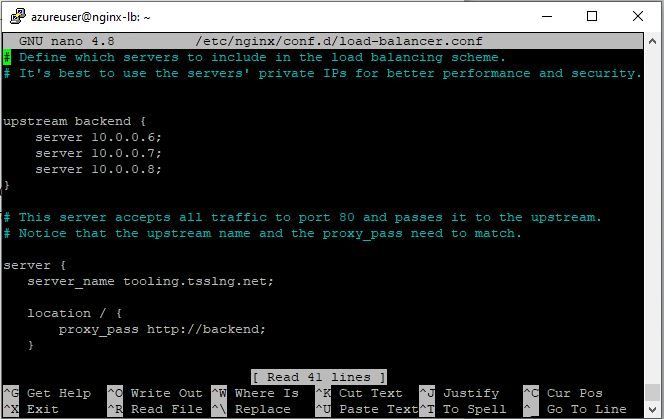 azureuser@nginx-lb: ~
GNU nano 4.8 /etc/nginx/conf.d/load-balancer.conf
# Define which servers to include in the load balancing scheme.
# It's best to use the servers' private IPs for better performance and security.
upstream backend {
server 10.0.0.6;
server 10.0.0.7;
server 10.0.0.8;
}
# This server accepts all traffic to port 80 and passes it to the upstream.
# Notice that the upstream name and the proxy_pass need to match.
server {
server_name tooling.tsslng.net;
location / {
proxy_pass http://backend;
}
[ Read 41 lines ]
^G Get Help ^O Write Out ^W Where Is ^K Cut Text ^J Justify ^C Cur Pos
^X Exit ^R Read File ^\ Replace ^U Paste Text ^T To Spell ^_ Go To Line